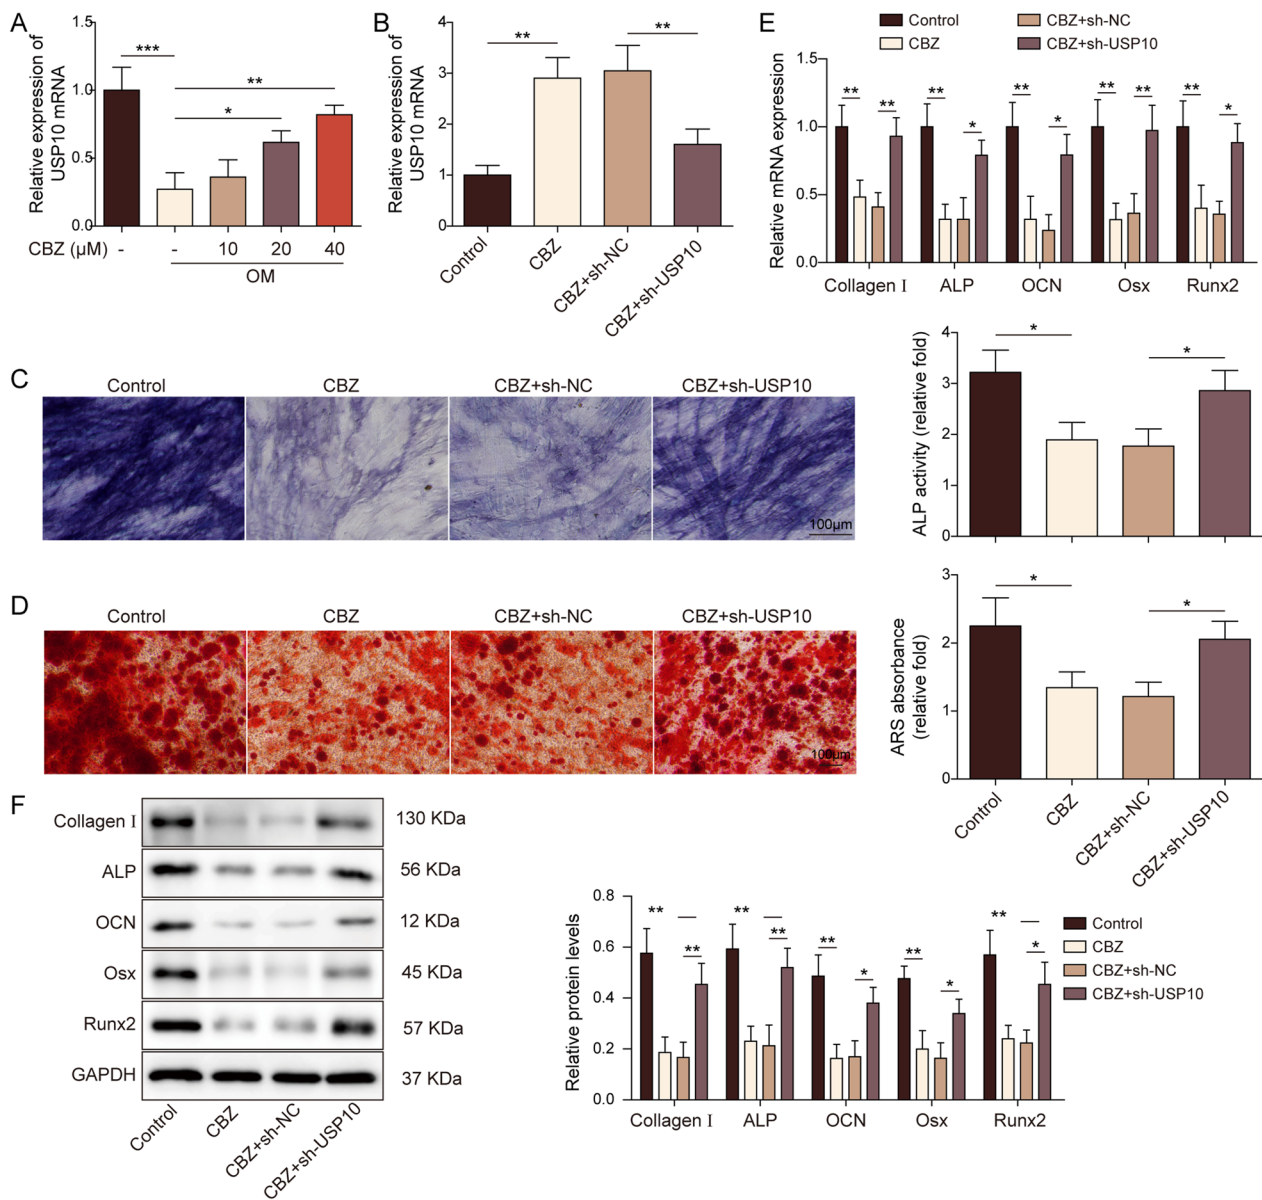 A
Relative expression of
USP10 mRNA
1.5
1.0
0.5
0.0
***
**
*
CBZ (μM)
-
-
10
20
40
OM
B
Relative expression of
USP10 mRNA
4
3
2
1
0
**
**
Control
CBZ
CBZ+sh-NC
CBZ+sh-USP10
E
Control
CBZ
CBZ+sh-NC
CBZ+sh-USP10
Relative mRNA expression
1.5
1.0
0.5
0.0
** ** ** * ** * ** ** ** *
Collagen I
ALP
OCN
Osx
Runx2
C
Control
CBZ
CBZ+sh-NC
CBZ+sh-USP10
100μm
ALP activity (relative fold)
4
3
2
1
0
*
*
D
Control
CBZ
CBZ+sh-NC
CBZ+sh-USP10
100μm
ARS absorbance
(relative fold)
3
2
1
0
*
*
Control
CBZ
CBZ+sh-NC
CBZ+sh-USP10
F
Collagen I
130 KDa
ALP
56 KDa
OCN
12 KDa
Osx
45 KDa
Runx2
57 KDa
GAPDH
37 KDa
Control
CBZ
CBZ+sh-NC
CBZ+sh-USP10
Relative protein levels
0.8
0.6
0.4
0.2
0.0
** ** ** ** ** * ** * ** *
Collagen I
ALP
OCN
Osx
Runx2
Control
CBZ
CBZ+sh-NC
CBZ+sh-USP10